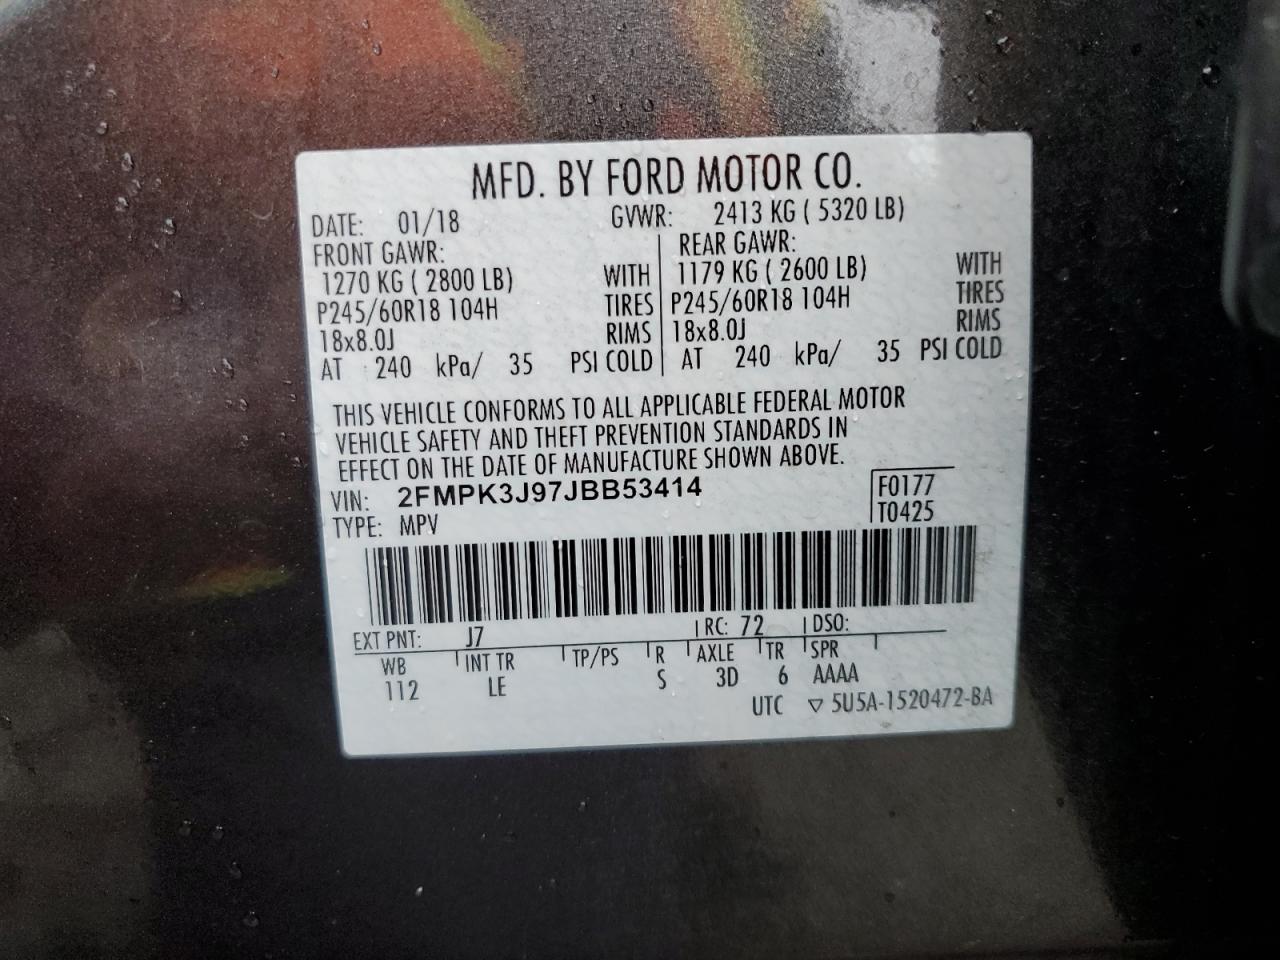 MFD. BY FORD MOTOR CO.
DATE: 01/18 GVWR: 2413 KG ( 5320 LB)
FRONT GAWR: REAR GAWR:
1270 KG ( 2800 LB) WITH 1179 KG ( 2600 LB) WITH
P245/60R18 104H TIRES P245/60R18 104H TIRES
18x8.0J RIMS 18x8.0J RIMS
AT 240 kPa/ 35 PSI COLD AT 240 kPa/ 35 PSI COLD
THIS VEHICLE CONFORMS TO ALL APPLICABLE FEDERAL MOTOR
VEHICLE SAFETY AND THEFT PREVENTION STANDARDS IN
EFFECT ON THE DATE OF MANUFACTURE SHOWN ABOVE.
VIN: 2FMPK3J97JBB53414 F0177
TYPE: MPV T0425
EXT PNT: J7 RC: 72 DSO:
WB INT TR TP/PS R AXLE TR SPR
112 LE S 3D 6 AAAA
UTC ▽ 5U5A-1520472-BA